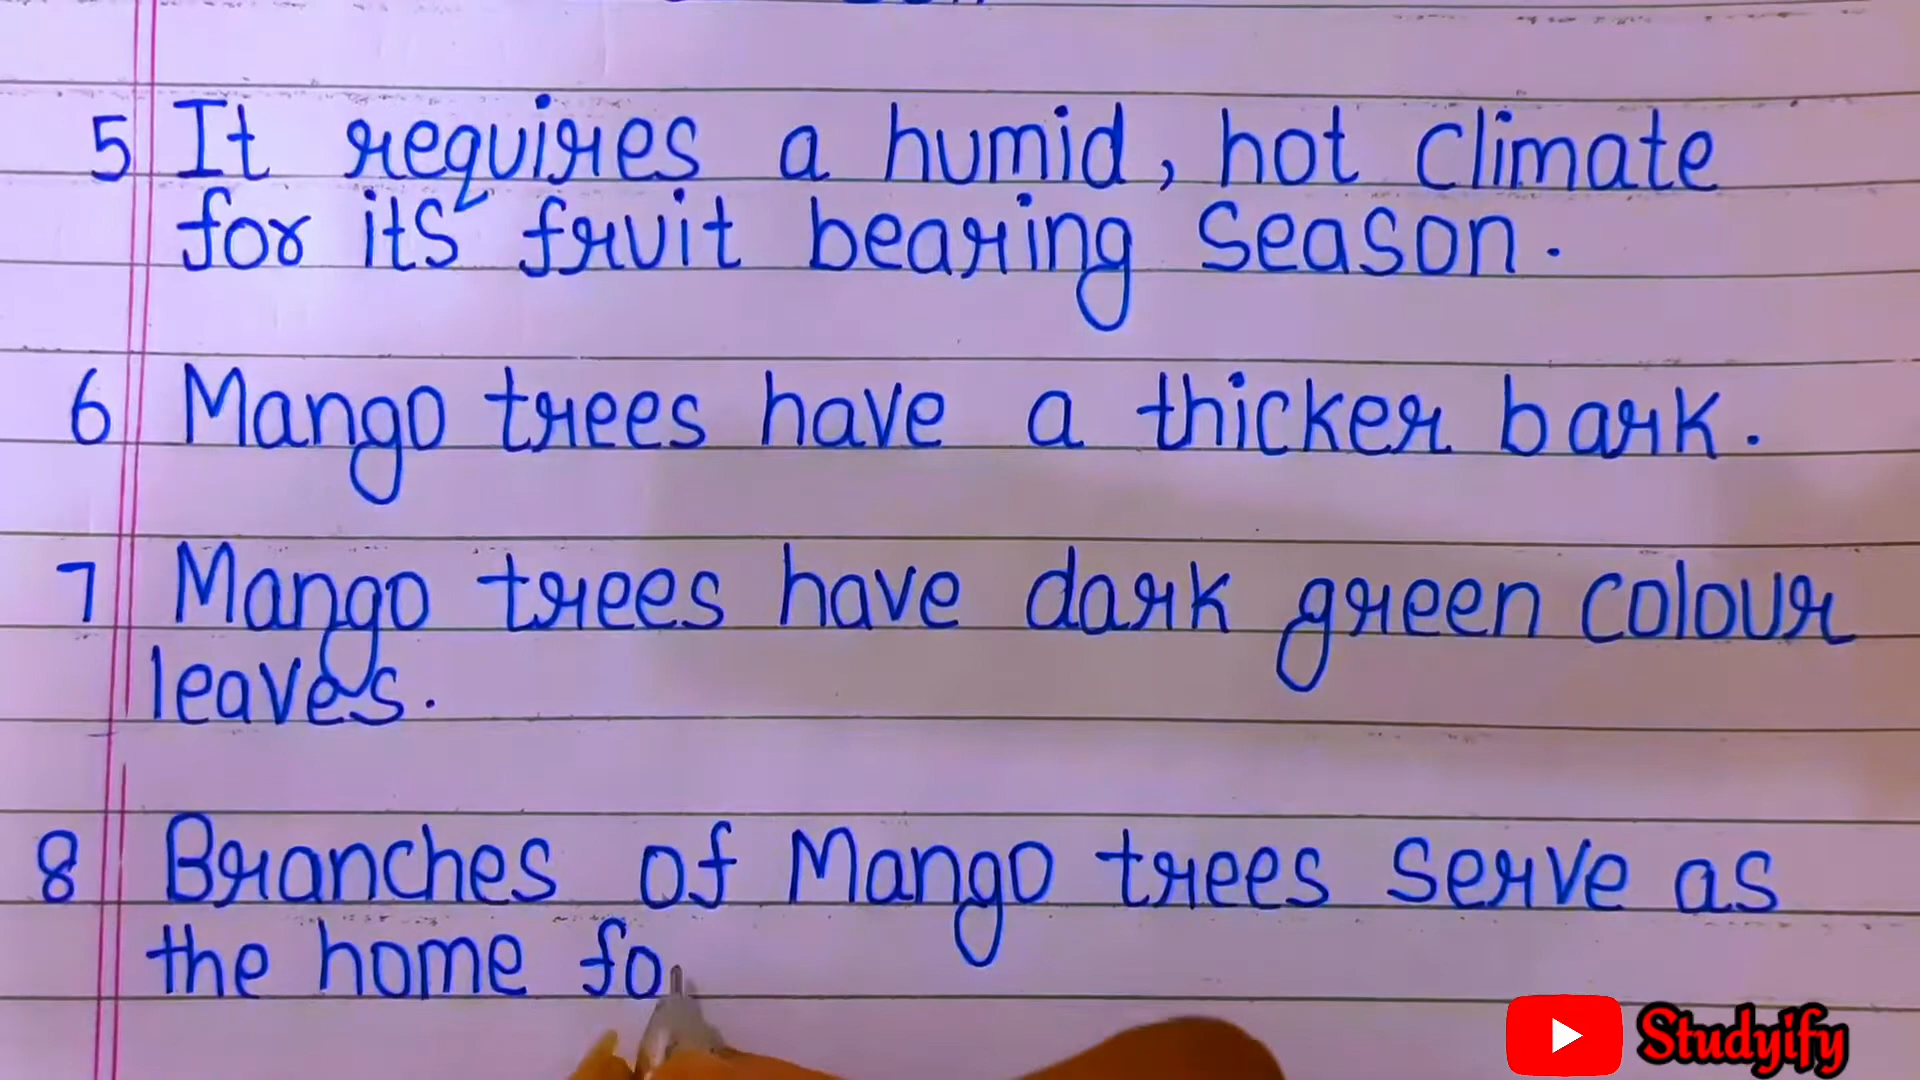 5 It requires a humid, hot climate
for its fruit bearing season.
6 Mango trees have a thicker bark.
7 Mango trees have dark green colour
leaves.
8 Branches of Mango trees serve as
the home fo
Studyify